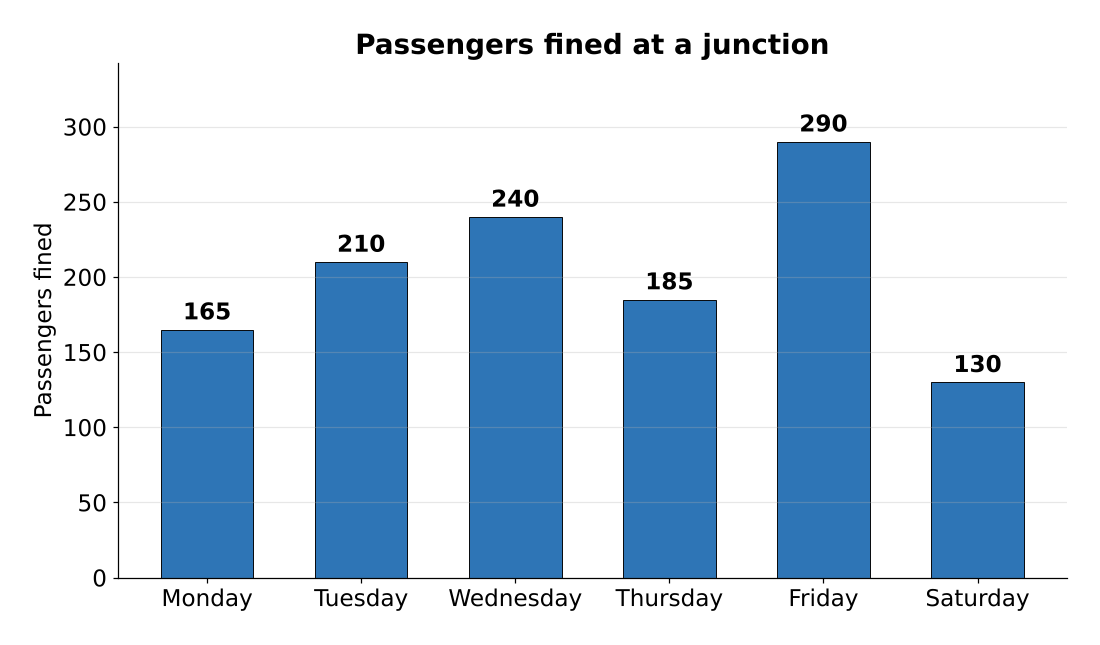 Passengers fined at a junction
Passengers fined
300
250
200
150
100
50
0
165
210
240
185
290
130
Monday
Tuesday
Wednesday
Thursday
Friday
Saturday